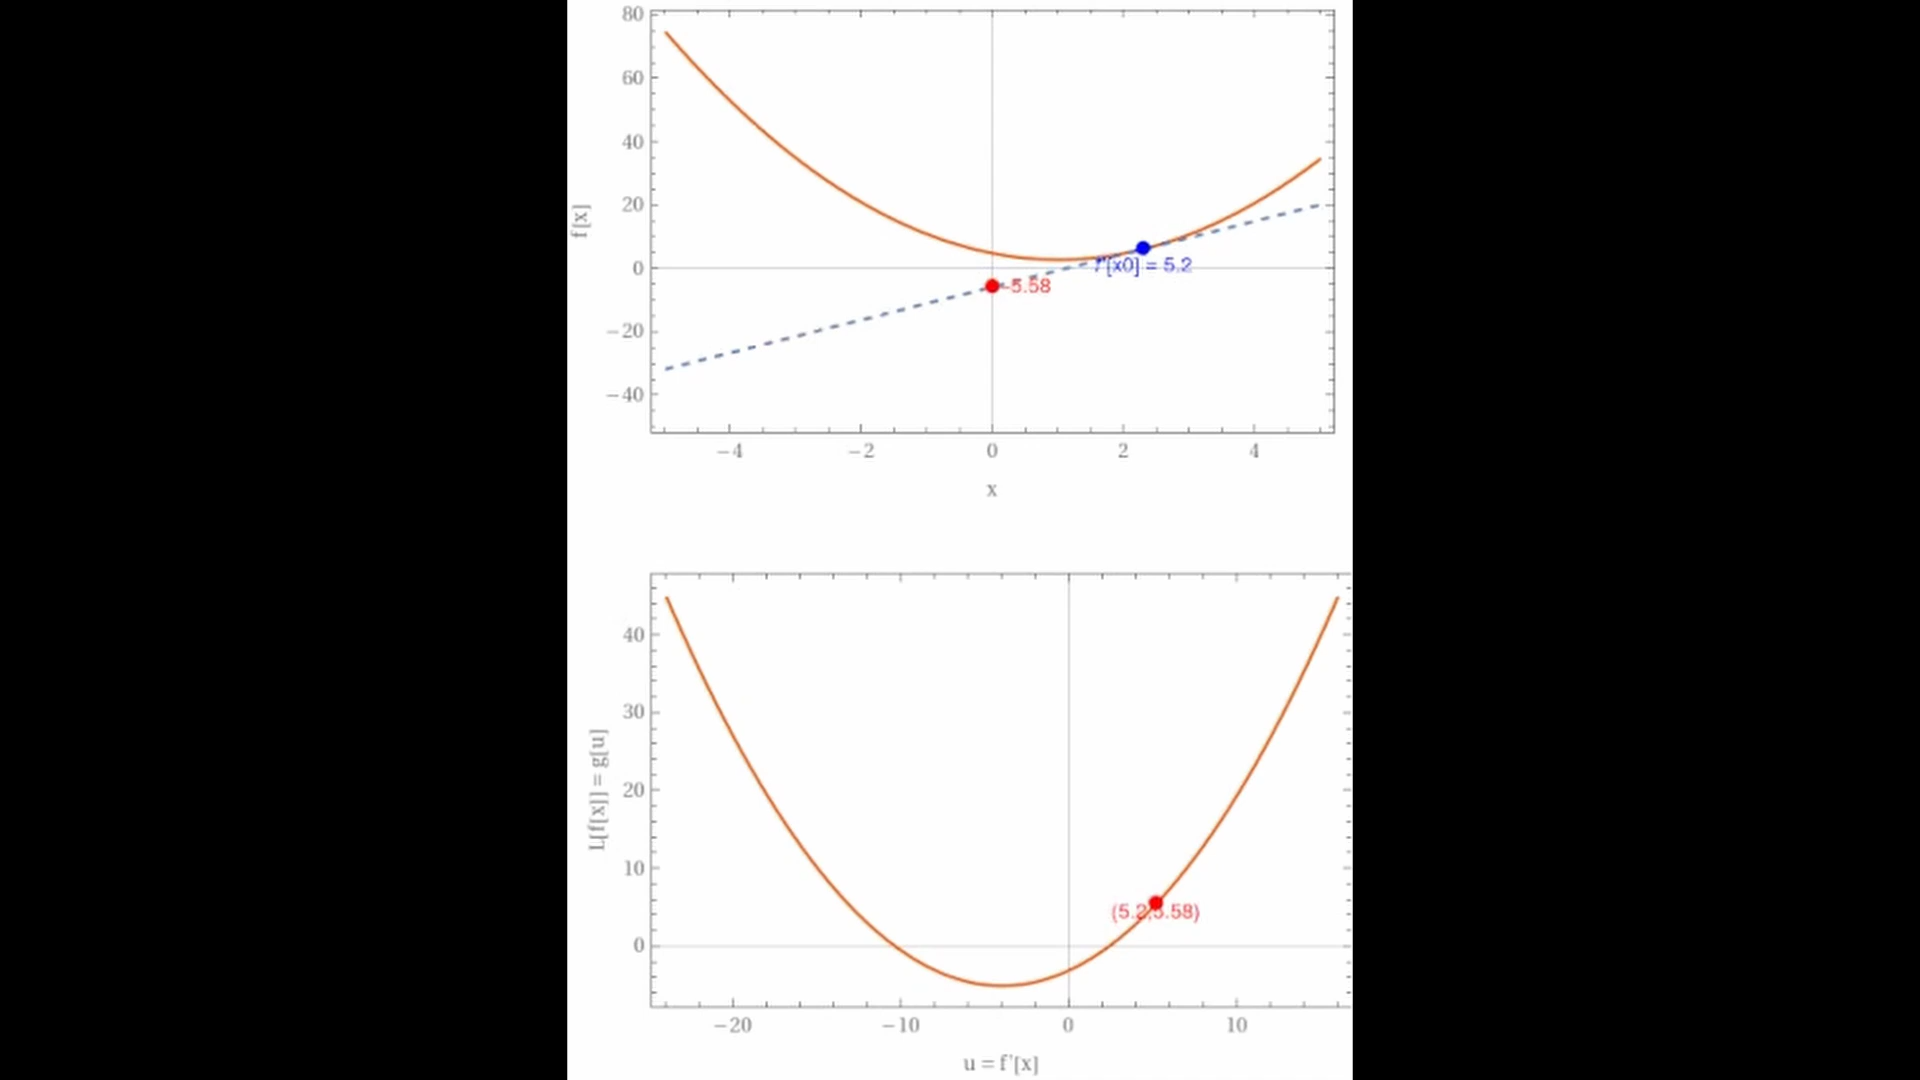 80
60
40
20
0
−20
−40
f[x]
f'[x0] = 5.2
-5.58
−4 −2 0 2 4
x
40
30
20
10
0
L[f[x]] = g[u]
(5.2,5.58)
−20 −10 0 10
u = f'[x]